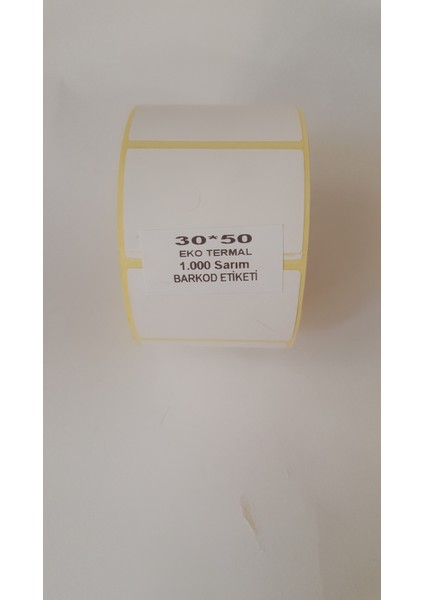 30*50
EKO TERMAL
1.000 Sarım
BARKOD ETİKETİ